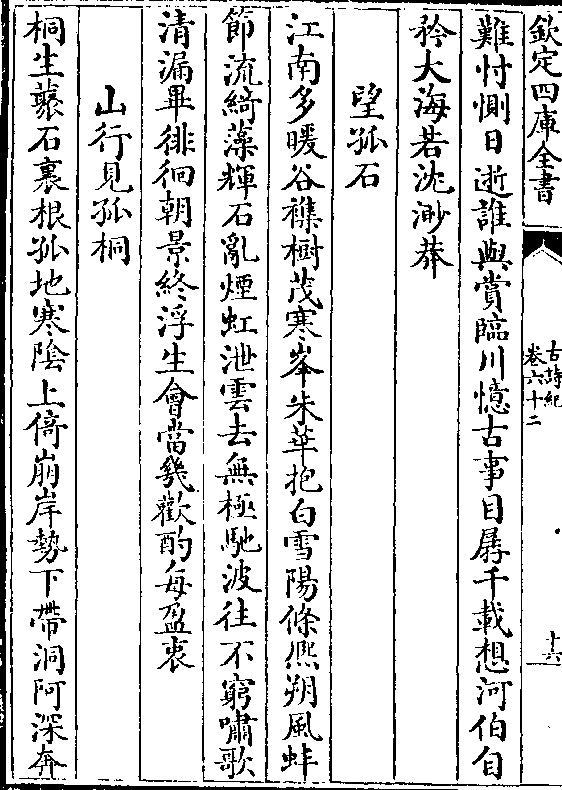 欽定四庫全書
古詩紀
卷六十二
十六
難忖惻日逝誰與賞臨川憶古事目孱千載想河伯自
矜大海若沈渺莽
望孤石
江南多暖谷襍樹茂寒峯朱華抱白雪陽條熈朔風蚌
節流綺藻輝石亂煙虹泄雲去無極馳波往不窮嘯歌
清漏畢徘徊朝景終浮生會當幾歡酌每盈衷
山行見孤桐
桐生藂石裏根孤地寒陰上倚崩岸勢下帶洞阿深奔